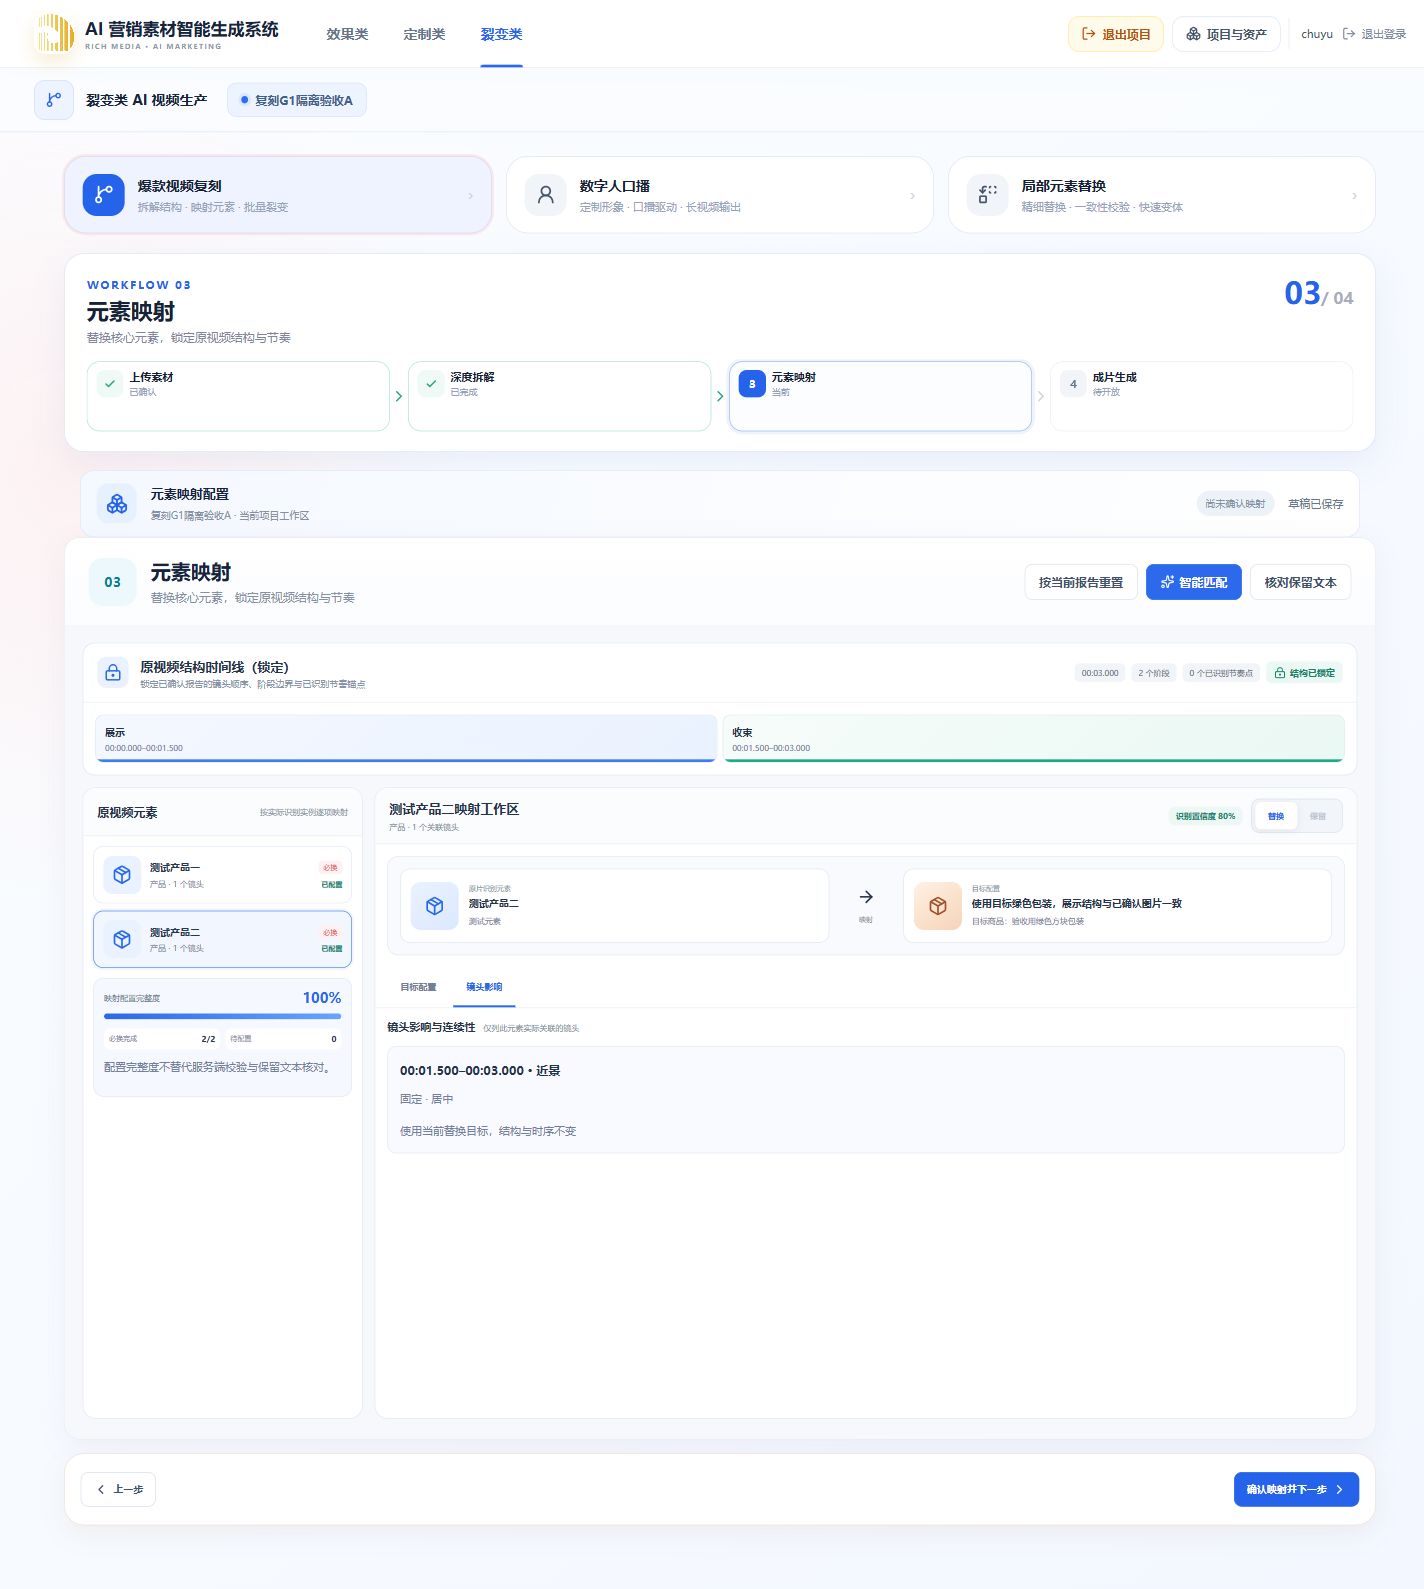 AI 营销素材智能生成系统
RICH MEDIA • AI MARKETING
效果类
定制类
裂变类
退出项目
项目与资产
chuyu
退出登录
裂变类 AI 视频生产
复刻G1隔离验收A
爆款视频复刻
拆解结构 · 映射元素 · 批量裂变
数字人口播
定制形象 · 口播驱动 · 长视频输出
局部元素替换
精细替换 · 一致性校验 · 快速变体
WORKFLOW 03
元素映射
替换核心元素，锁定原视频结构与节奏
03/ 04
上传素材
已确认
深度拆解
已完成
3
元素映射
当前
4
成片生成
待开放
元素映射配置
复刻G1隔离验收A · 当前项目工作区
尚未确认映射
草稿已保存
03
元素映射
替换核心元素，锁定原视频结构与节奏
按当前报告重置
智能匹配
核对保留文本
原视频结构时间线（锁定）
锁定已确认报告的镜头顺序、阶段边界与已识别节奏锚点
00:03.000
2 个阶段
0 个已识别节奏点
结构已锁定
展示
00:00.000–00:01.500
收束
00:01.500–00:03.000
原视频元素
按实际识别实例逐项映射
测试产品一
产品 · 1 个镜头
必换
已配置
测试产品二
产品 · 1 个镜头
必换
已配置
映射配置完整度
100%
必换完成
2/2
待配置
0
配置完整度不替代服务端校验与保留文本核对。
测试产品二映射工作区
产品 · 1 个关联镜头
识别置信度 80%
替换
保留
原片识别元素
测试产品二
测试元素
映射
目标配置
使用目标绿色包装，展示结构与已确认图片一致
目标商品：验收用绿色方块包装
目标配置
镜头影响
镜头影响与连续性
仅列此元素实际关联的镜头
00:01.500–00:03.000 • 近景
固定 · 居中
使用当前替换目标，结构与时序不变
上一步
确认映射并下一步